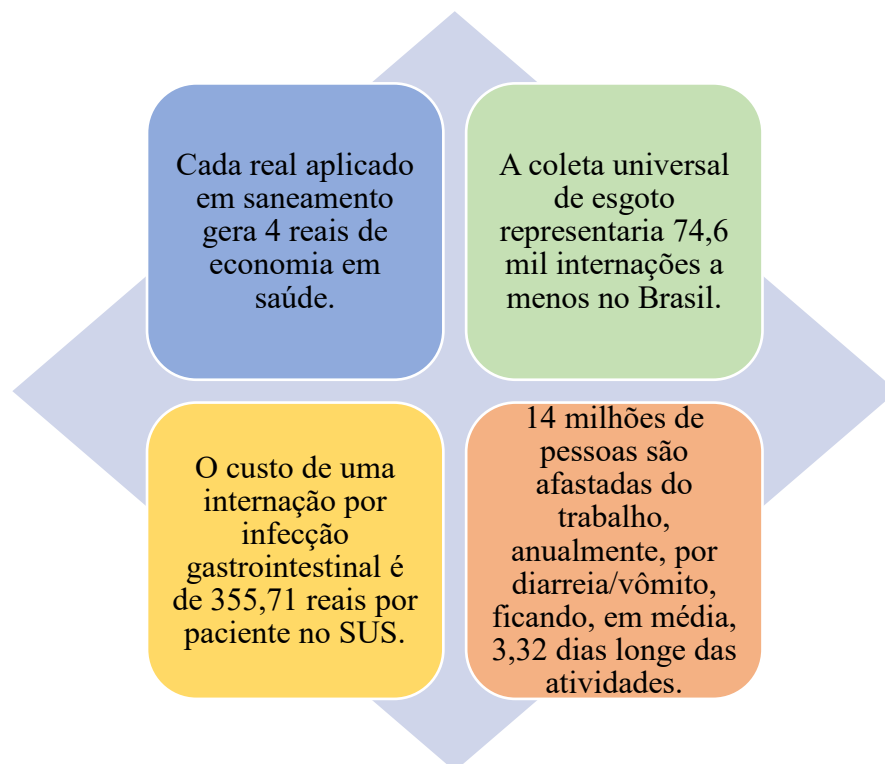 Cada real aplicado
em saneamento
gera 4 reais de
economia em
saúde.
A coleta universal
de esgoto
representaria 74,6
mil internações a
menos no Brasil.
O custo de uma
internação por
infecção
gastrointestinal é
de 355,71 reais por
paciente no SUS.
14 milhões de
pessoas são
afastadas do
trabalho,
anualmente, por
diarreia/vômito,
ficando, em média,
3,32 dias longe das
atividades.